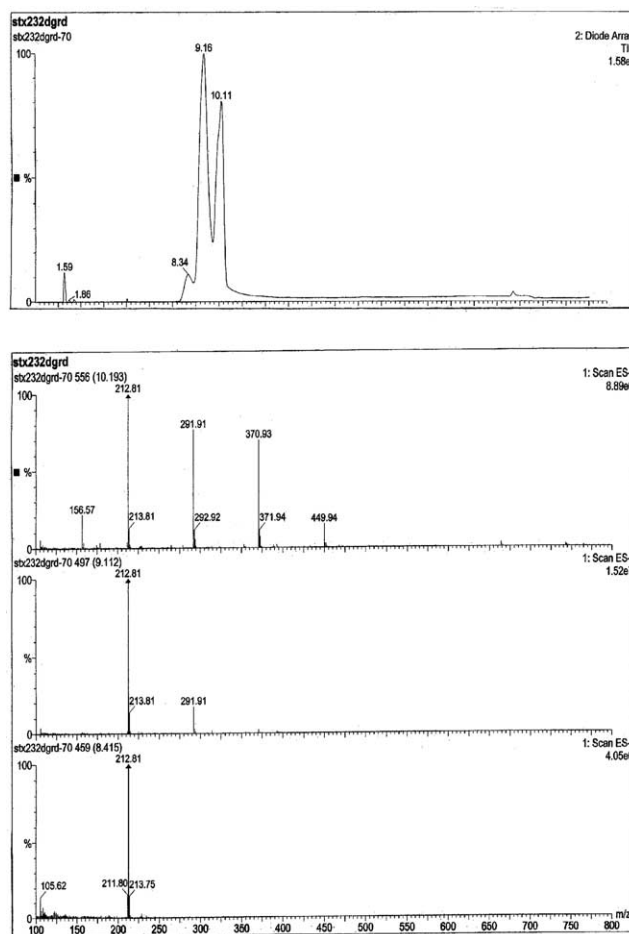 stx232dgrd
stx232dgrd-70
2: Diode Arra
TI
1.58e
100
%
0
1.59
1.86
8.34
9.16
10.11
stx232dgrd
stx232dgrd-70 556 (10.193)
1: Scan ES-
8.89e
100
%
0
156.57
212.81
213.81
291.91
292.92
370.93
371.94
449.94
stx232dgrd-70 497 (9.112)
1: Scan ES-
1.52e
100
%
0
212.81
213.81
291.91
stx232dgrd-70 469 (8.415)
1: Scan ES-
4.05e
100
%
0
105.62
211.80
212.81
213.75
m/z
100 150 200 250 300 350 400 450 500 550 600 650 700 750 800